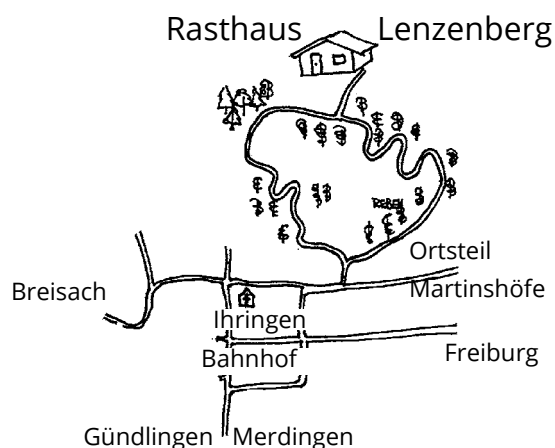 Rasthaus Lenzenberg
REBEN
Ortsteil
Martinshöfe
Breisach
Ihringen
Bahnhof
Freiburg
Gündlingen Merdingen